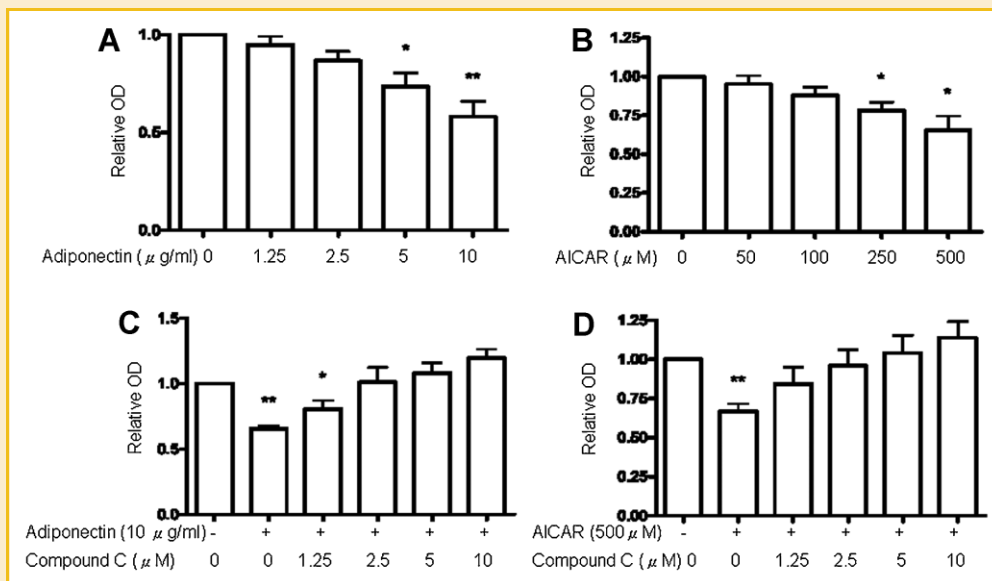 A
Relative OD
1.0
0.5
0.0
*
**
Adiponectin ( μ g/ml) 0 1.25 2.5 5 10
B
Relative OD
1.25
1.00
0.75
0.50
0.25
0.00
*
*
AICAR ( μ M) 0 50 100 250 500
C
Relative OD
1.5
1.0
0.5
0.0
**
*
Adiponectin (10 μ g/ml) - + + + + +
Compound C ( μ M) 0 0 1.25 2.5 5 10
D
Relative OD
1.25
1.00
0.75
0.50
0.25
0.00
**
AICAR (500 μ M) - + + + + +
Compound C ( μ M) 0 0 1.25 2.5 5 10